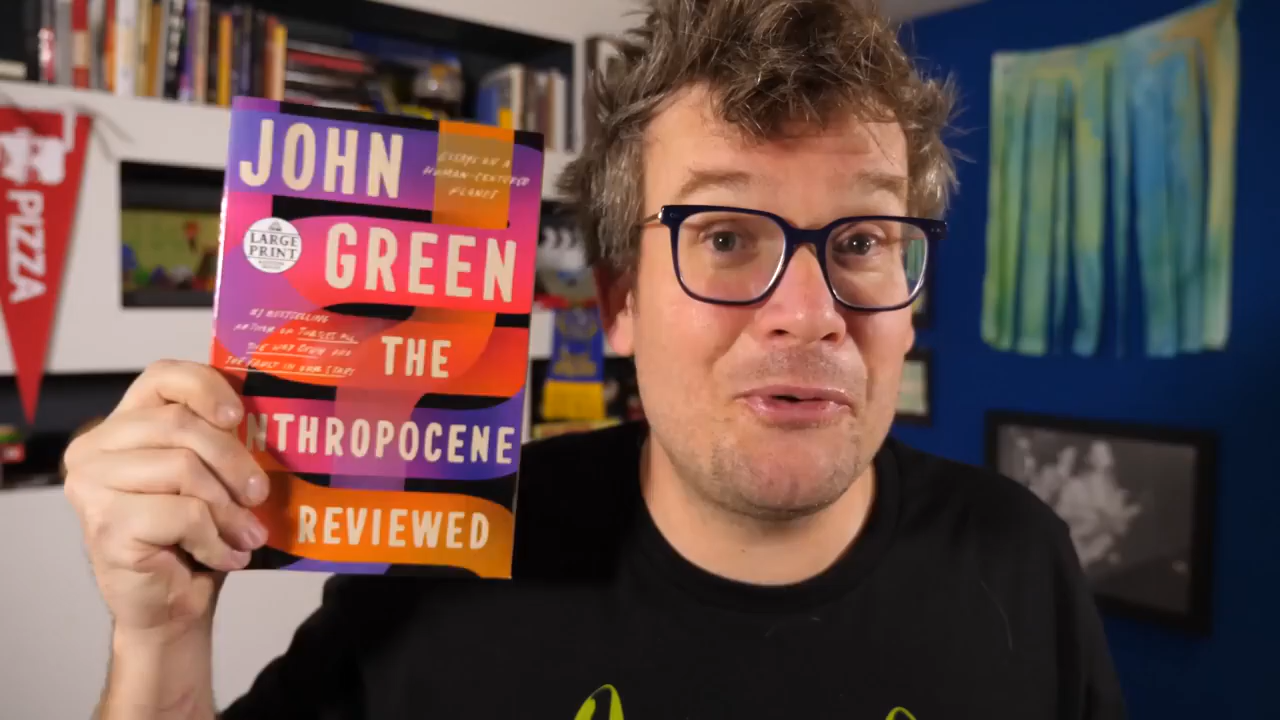 PIZZA
JOHN
ESSAYS ON A
HUMAN-CENTERED
PLANET
GREEN
LARGE
PRINT
#1 BESTSELLING
AUTHOR OF TURTLES ALL
THE WAY DOWN AND
THE FAULT IN OUR STARS
THE
NTHROPOCENE
REVIEWED